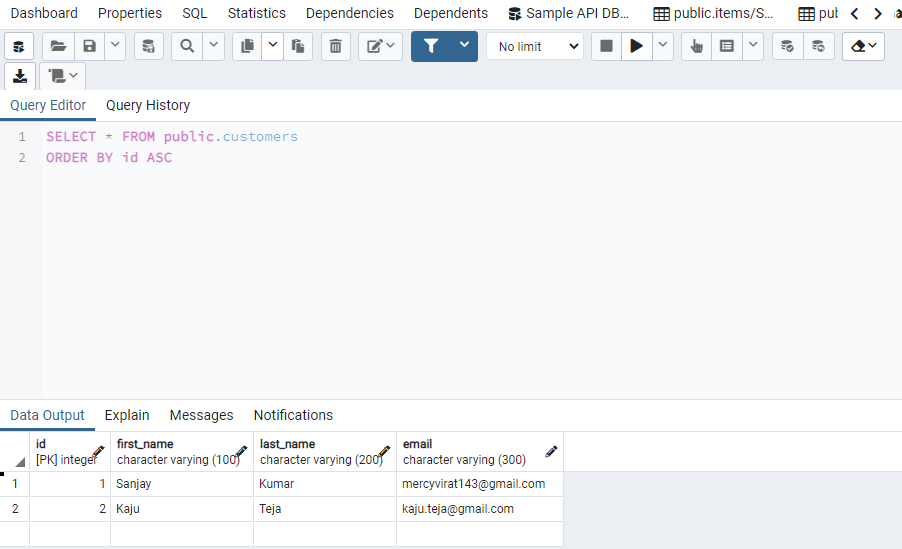 Dashboard Properties SQL Statistics Dependencies Dependents Sample API DB... public.items/S... pub
No limit
Query Editor Query History
1 SELECT * FROM public.customers
2 ORDER BY id ASC
Data Output Explain Messages Notifications
id first_name last_name email
[PK] integer character varying (100) character varying (200) character varying (300)
1 1 Sanjay Kumar mercyvirat143@gmail.com
2 2 Kaju Teja kaju.teja@gmail.com